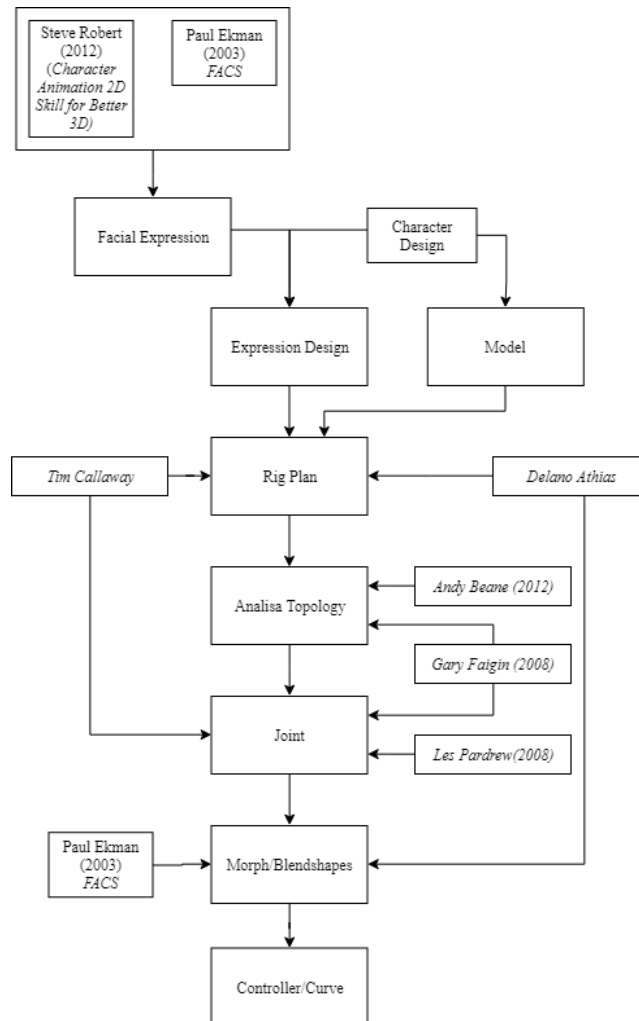 Steve Robert
(2012)
(Character
Animation 2D
Skill for Better
3D)
Paul Ekman
(2003)
FACS
Facial Expression
Character
Design
Expression Design
Model
Tim Callaway
Rig Plan
Delano Athias
Analisa Topology
Andy Beane (2012)
Gary Faigin (2008)
Joint
Les Pardrew(2008)
Paul Ekman
(2003)
FACS
Morph/Blendshapes
Controller/Curve